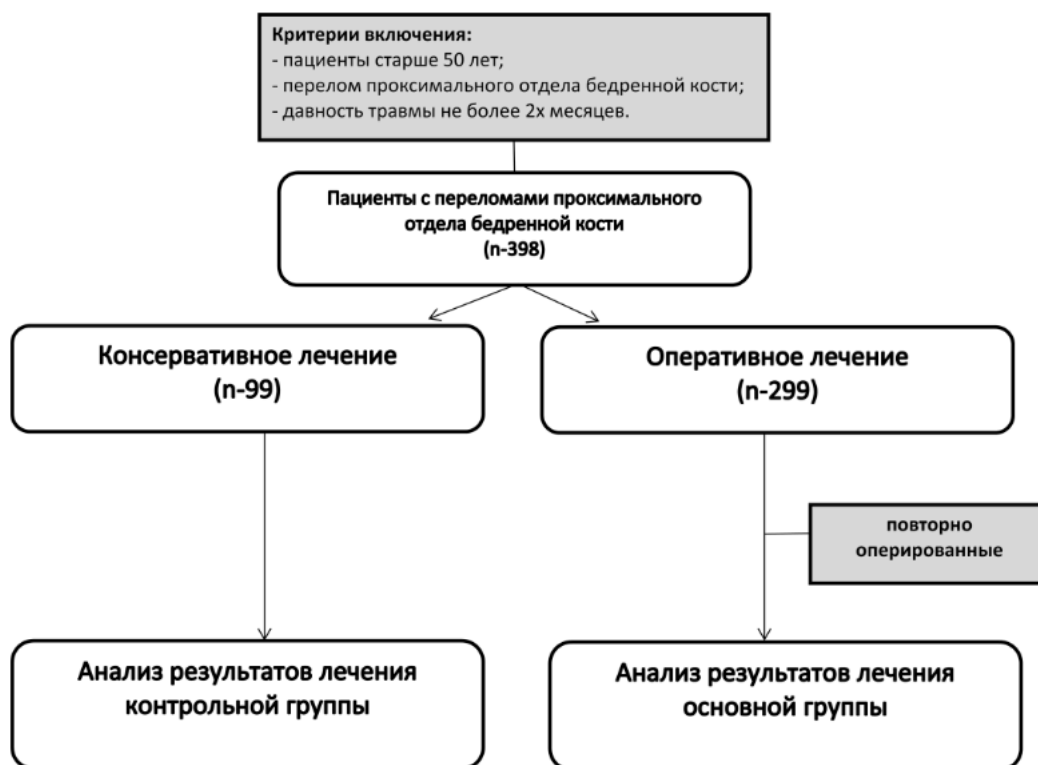 Критерии включения:
- пациенты старше 50 лет;
- перелом проксимального отдела бедренной кости;
- давность травмы не более 2х месяцев.
Пациенты с переломами проксимального
отдела бедренной кости
(n-398)
Консервативное лечение
(n-99)
Оперативное лечение
(n-299)
повторно
оперированные
Анализ результатов лечения
контрольной группы
Анализ результатов лечения
основной группы